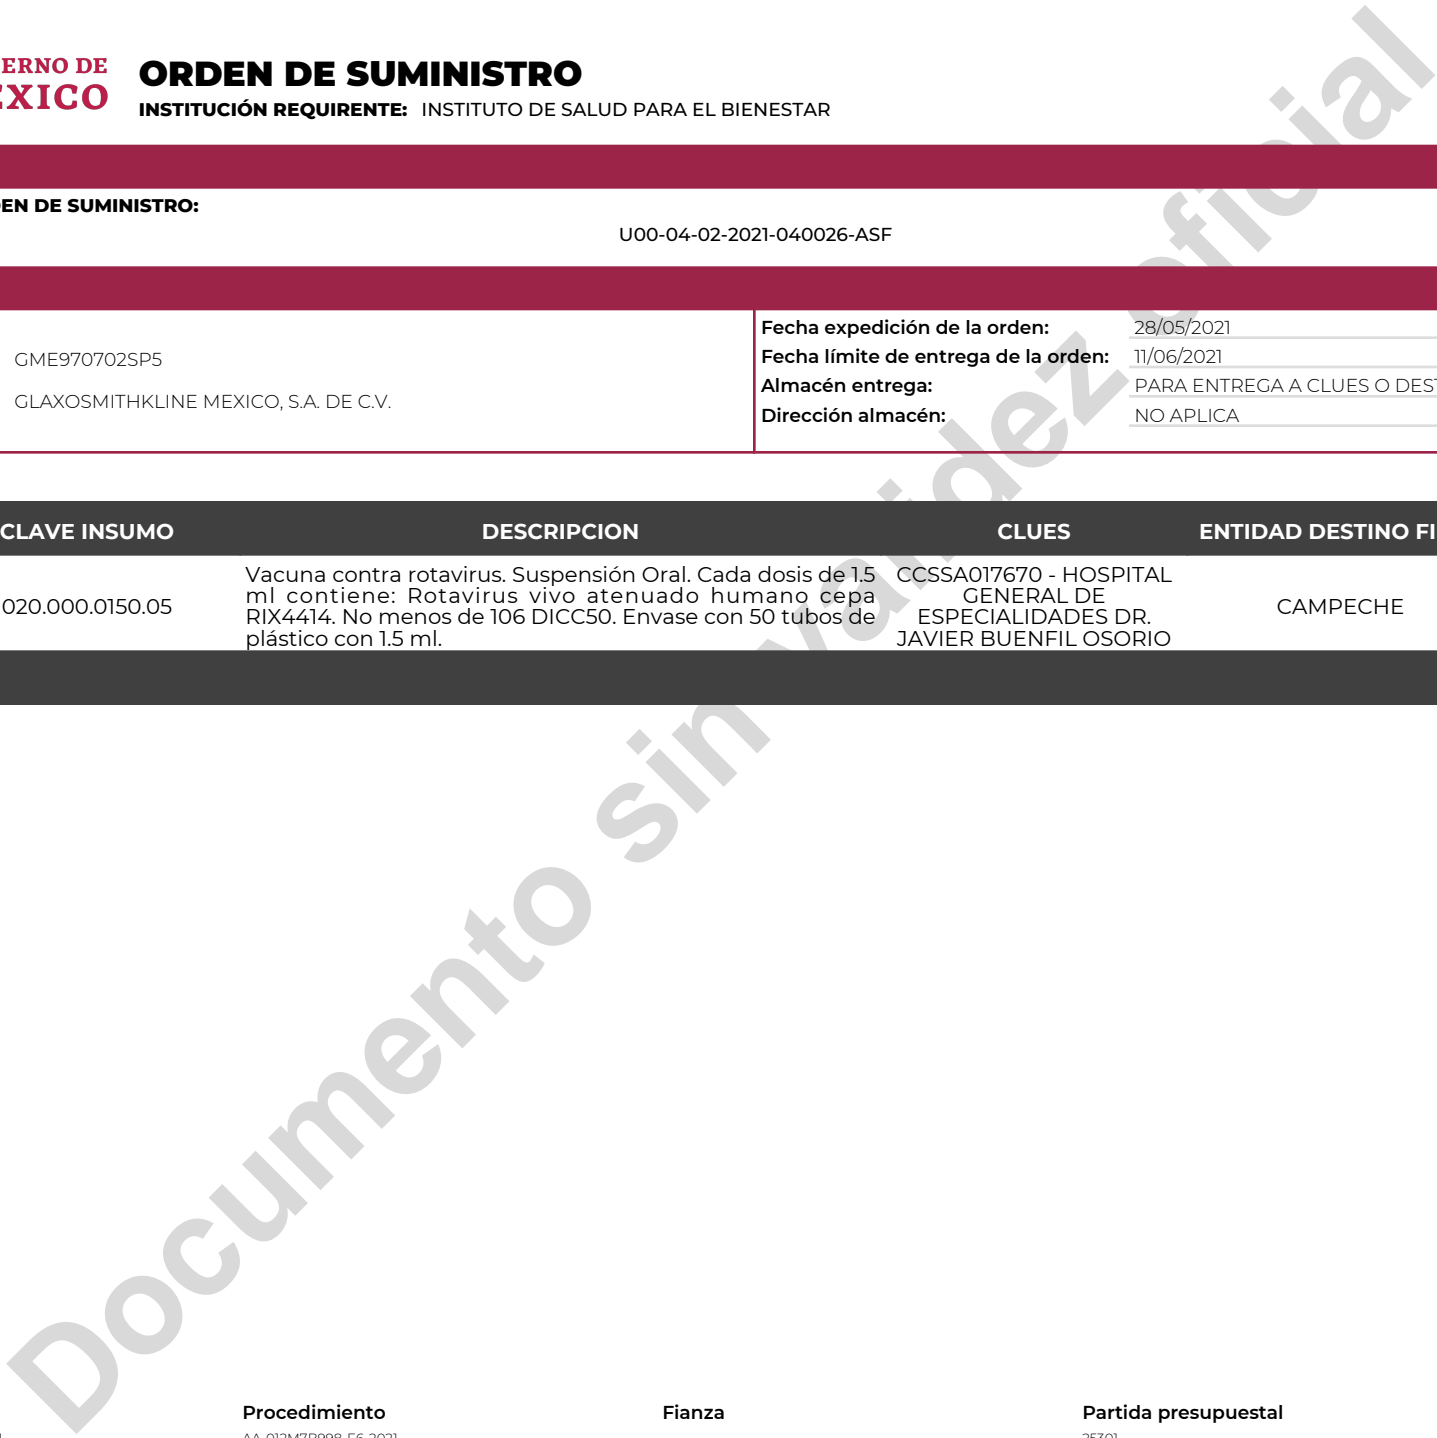 ERNO DE
ORDEN DE SUMINISTRO
INSTITUCIÓN REQUIRENTE: INSTITUTO DE SALUD PARA EL BIENESTAR
DE SUMINISTRO:
U00-04-02-2021-040026-ASF
GME970702SP5
GLAXOSMITHKLINE MEXICO, S.A. DE C.V.
Fecha expedición de la orden: 28/05/2021
Fecha límite de entrega de la orden: 11/06/2021
Almacén entrega: PARA ENTREGA A CLUES O DEST
Dirección almacén: NO APLICA
CLAVE INSUMO DESCRIPCION CLUES ENTIDAD DESTINO FI
020.000.0150.05
Vacuna contra rotavirus. Suspensión Oral. Cada dosis de 1.5
ml contiene: Rotavirus vivo atenuado humano cepa
RIX4414. No menos de 106 DICC50. Envase con 50 tubos de
plástico con 1.5 ml.
CCSSA017670 - HOSPITAL
GENERAL DE
ESPECIALIDADES DR.
JAVIER BUENFIL OSORIO
CAMPECHE
Documento sin validez oficial
Procedimiento Fianza Partida presupuestal